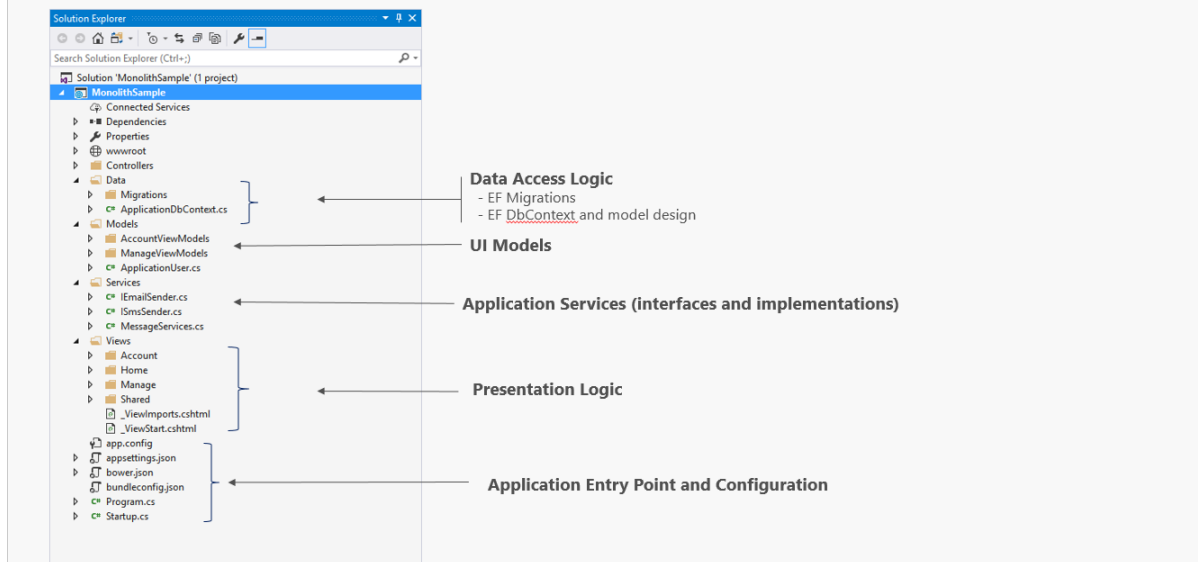 Solution Explorer
Search Solution Explorer (Ctrl+;)
Solution 'MonolithSample' (1 project)
MonolithSample
Connected Services
Dependencies
Properties
wwwroot
Controllers
Data
Migrations
C# ApplicationDbContext.cs
Models
AccountViewModels
ManageViewModels
C# ApplicationUser.cs
Services
C# IEmailSender.cs
C# ISmsSender.cs
C# MessageServices.cs
Views
Account
Home
Manage
Shared
_ViewImports.cshtml
_ViewStart.cshtml
app.config
appsettings.json
bower.json
bundleconfig.json
C# Program.cs
C# Startup.cs
Data Access Logic
- EF Migrations
- EF DbContext and model design
UI Models
Application Services (interfaces and implementations)
Presentation Logic
Application Entry Point and Configuration